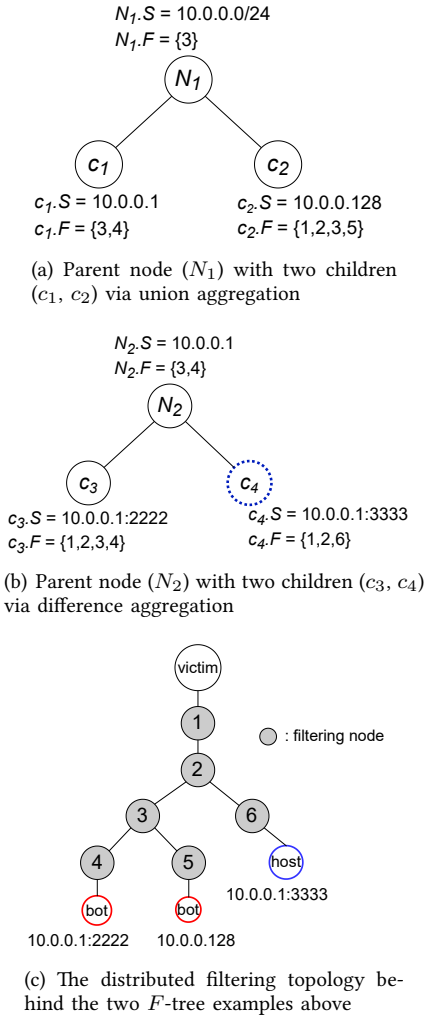 N1.S = 10.0.0.0/24
N1.F = {3}
N1
c1
c2
c1.S = 10.0.0.1
c1.F = {3,4}
c2.S = 10.0.0.128
c2.F = {1,2,3,5}
(a) Parent node (N1) with two children
(c1, c2) via union aggregation
N2.S = 10.0.0.1
N2.F = {3,4}
N2
c3
c4
c3.S = 10.0.0.1:2222
c3.F = {1,2,3,4}
c4.S = 10.0.0.1:3333
c4.F = {1,2,6}
(b) Parent node (N2) with two children (c3, c4)
via difference aggregation
victim
1
: filtering node
2
3
6
4
5
host
10.0.0.1:3333
bot
bot
10.0.0.1:2222
10.0.0.128
(c) The distributed filtering topology be-
hind the two F-tree examples above